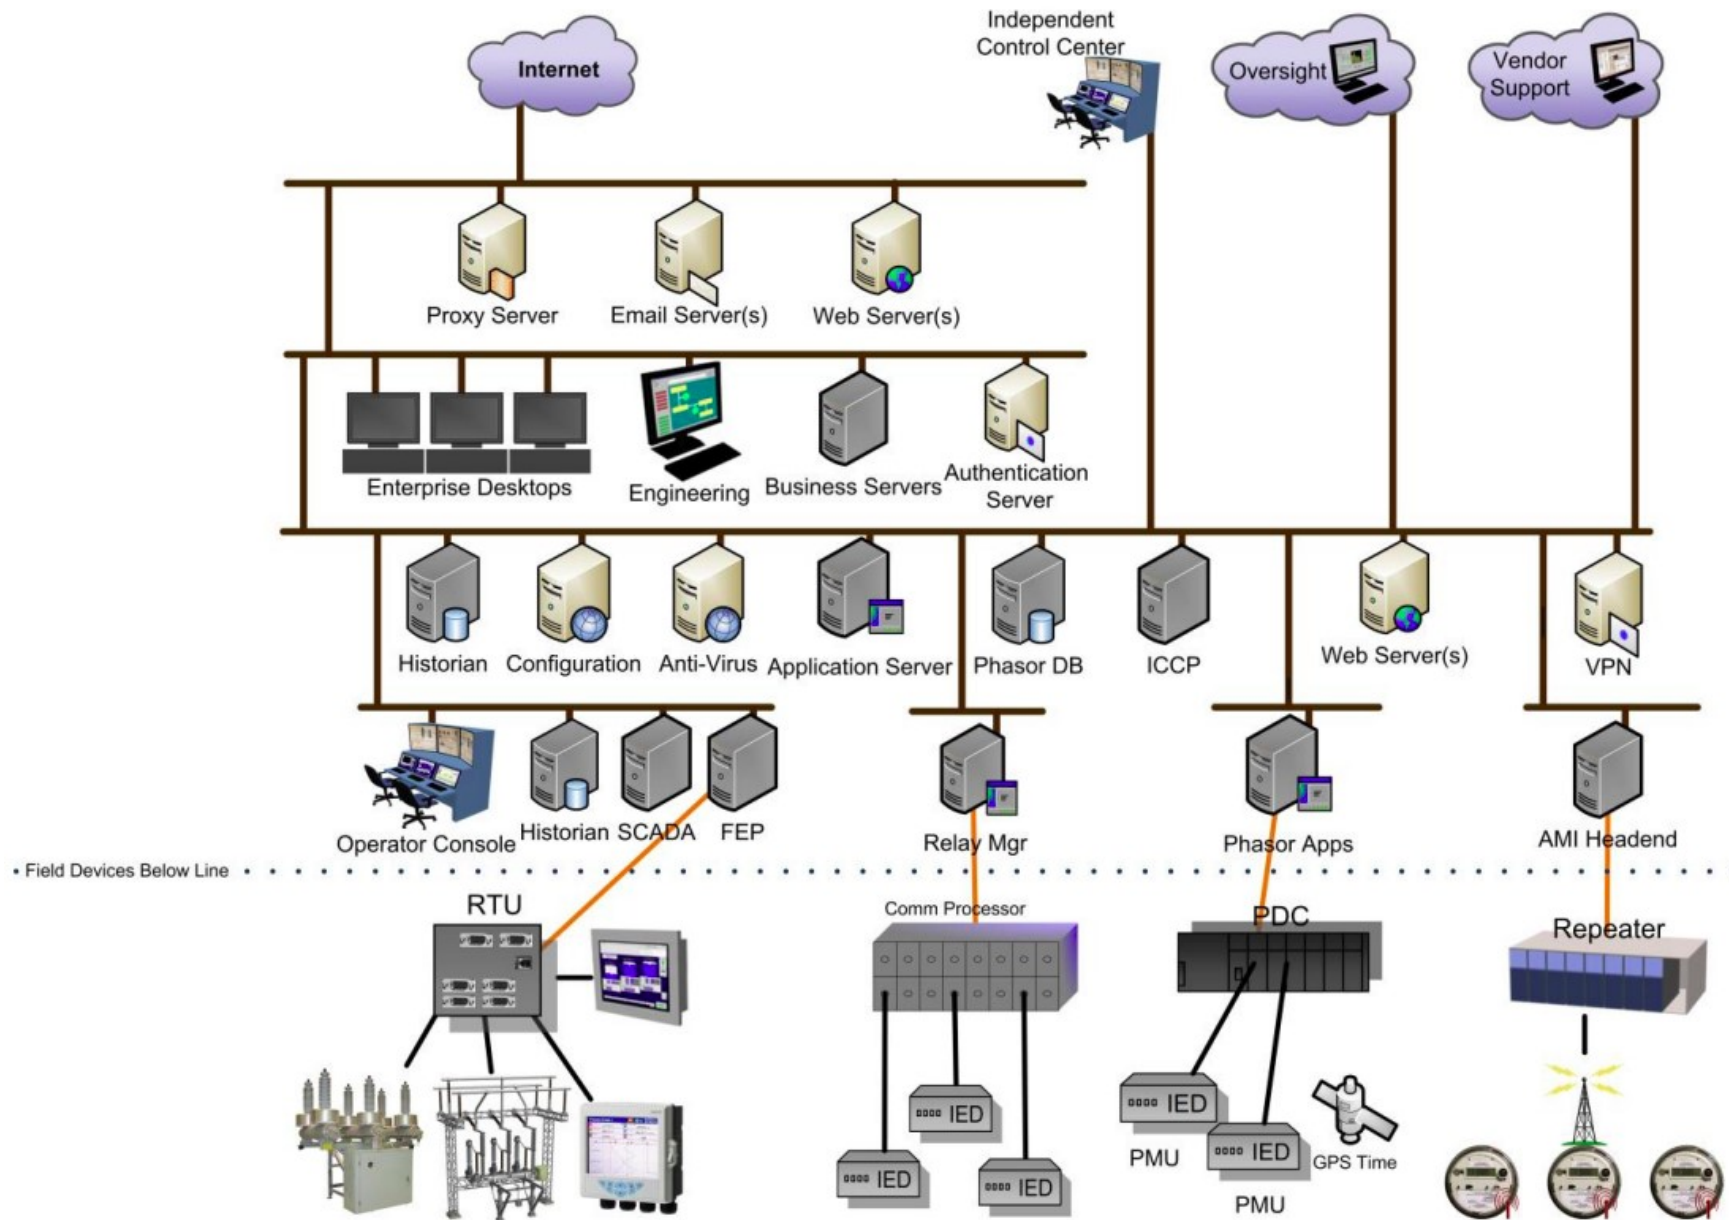 Independent
Control Center
Internet
Oversight
Vendor
Support
Proxy Server
Email Server(s)
Web Server(s)
Enterprise Desktops
Engineering
Business Servers
Authentication
Server
Historian
Configuration
Anti-Virus
Application Server
Phasor DB
ICCP
Web Server(s)
VPN
Operator Console
Historian
SCADA
FEP
Relay Mgr
Phasor Apps
AMI Headend
Field Devices Below Line
RTU
Comm Processor
PDC
Repeater
IED
IED
IED
IED
PMU
IED
PMU
GPS Time